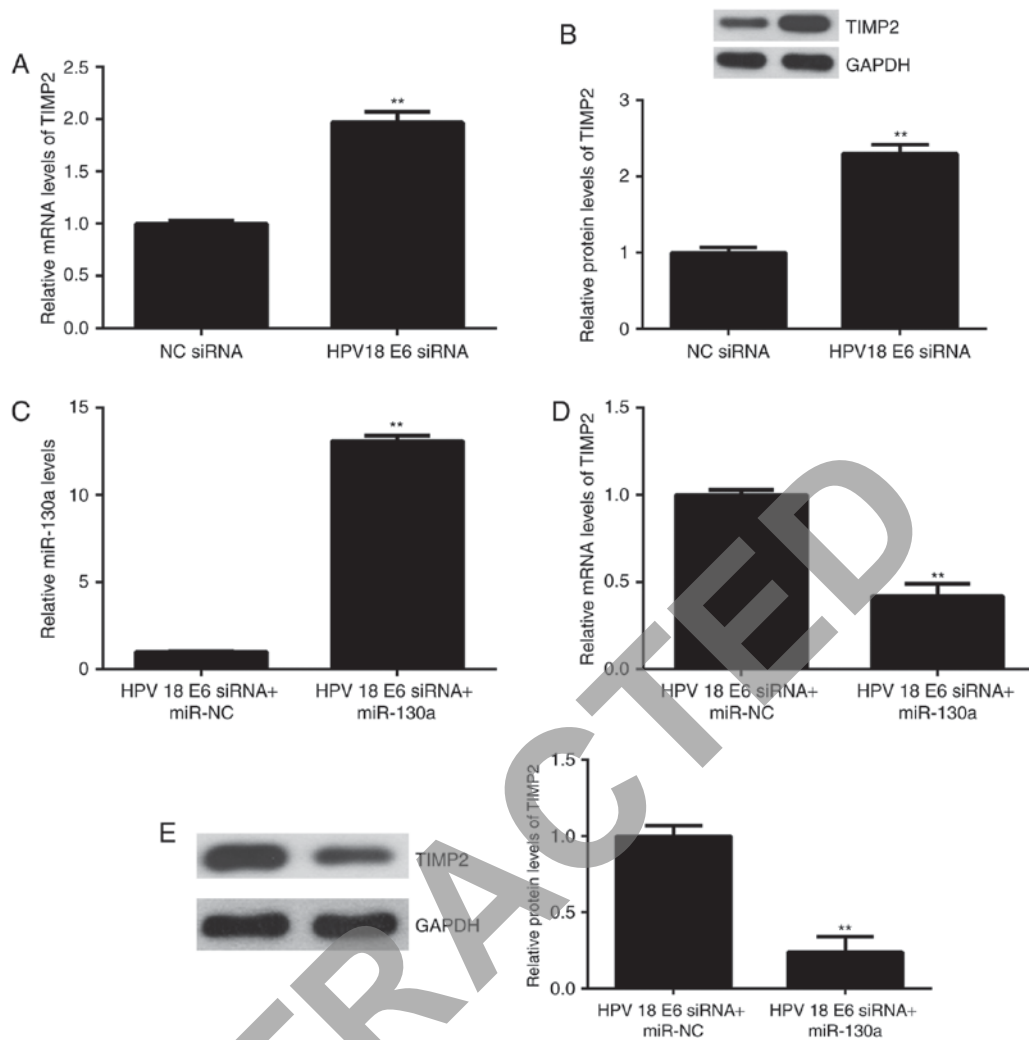 A
Relative mRNA levels of TIMP2
2.5
2.0
1.5
1.0
0.5
0.0
**
NC siRNA
HPV18 E6 siRNA
B
TIMP2
GAPDH
Relative protein levels of TIMP2
3
2
1
0
**
NC siRNA
HPV18 E6 siRNA
C
Relative miR-130a levels
15
10
5
0
**
HPV 18 E6 siRNA+
miR-NC
HPV 18 E6 siRNA+
miR-130a
D
Relative mRNA levels of TIMP2
1.5
1.0
0.5
0.0
**
HPV 18 E6 siRNA+
miR-NC
HPV 18 E6 siRNA+
miR-130a
E
TIMP2
GAPDH
Relative protein levels of TIMP2
1.5
1.0
0.5
0.0
**
HPV 18 E6 siRNA+
miR-NC
HPV 18 E6 siRNA+
miR-130a
TRACTED